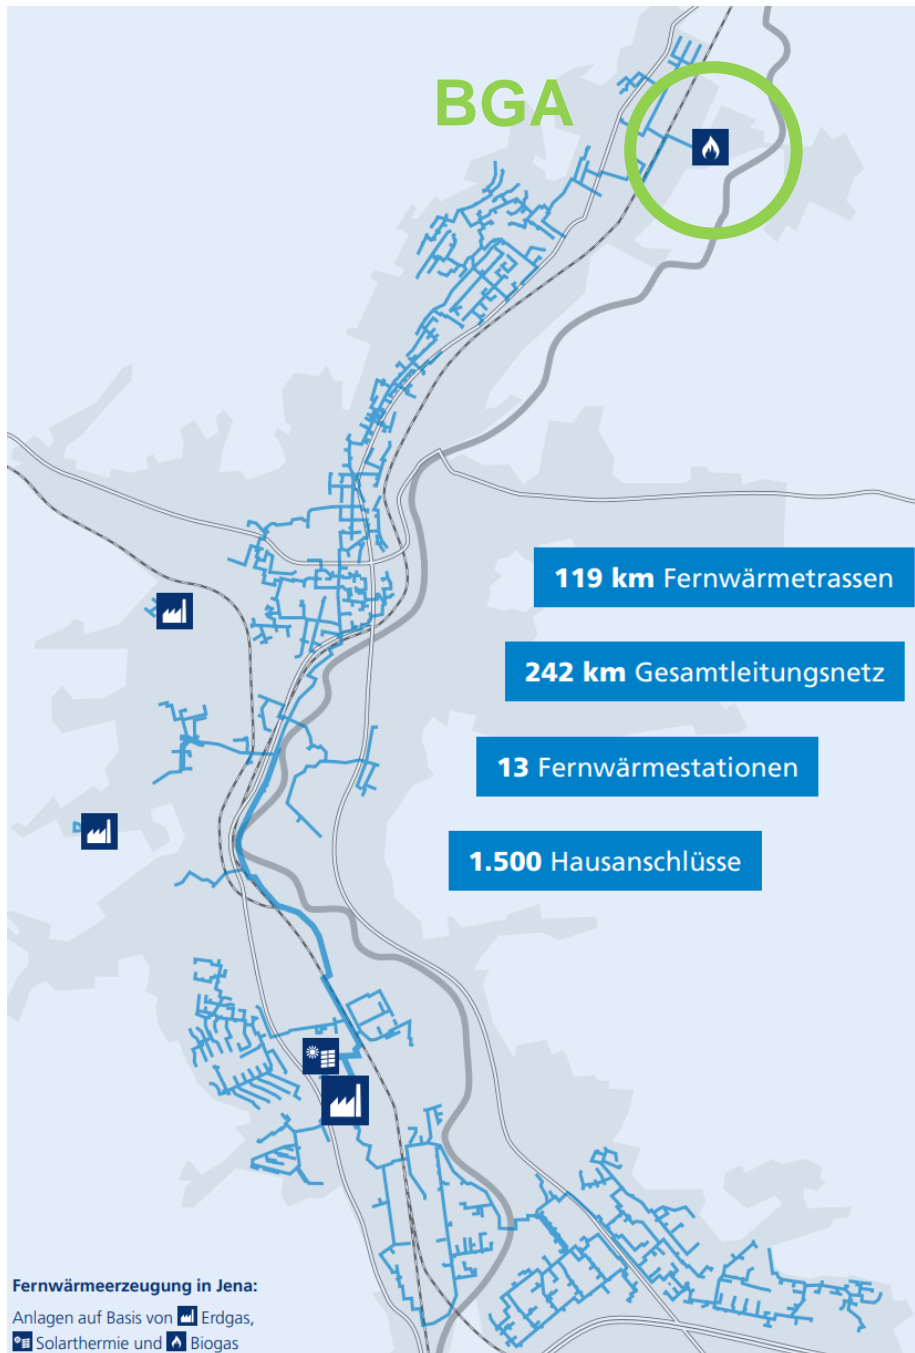 BGA
119 km Fernwärmetrassen
242 km Gesamtleitungsnetz
13 Fernwärmestationen
1.500 Hausanschlüsse
Fernwärmeerzeugung in Jena:
Anlagen auf Basis von Erdgas,
Solarthermie und Biogas